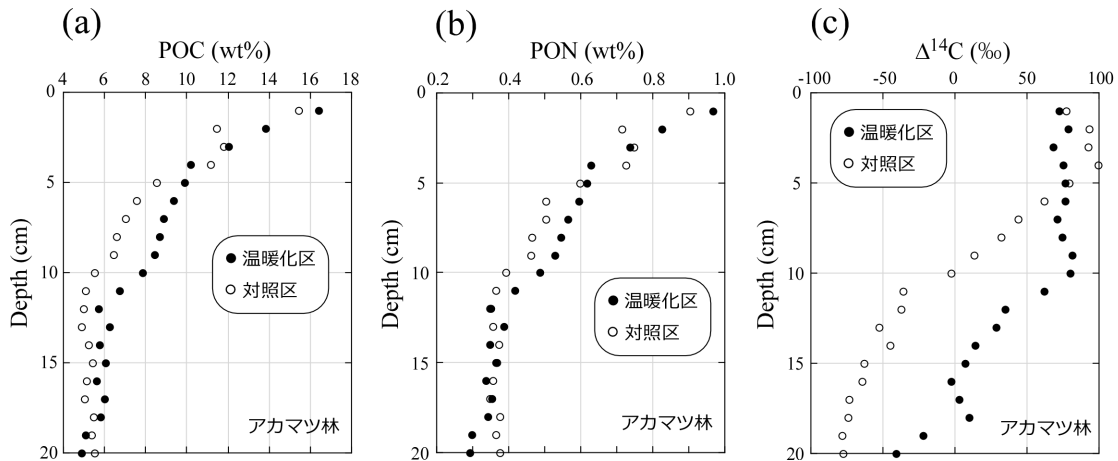 (a)
POC (wt%)
4 6 8 10 12 14 16 18
0
5
10
15
20
Depth (cm)
温暖化区
対照区
アカマツ林
(b)
PON (wt%)
0.2 0.4 0.6 0.8 1.0
0
5
10
15
20
Depth (cm)
温暖化区
対照区
アカマツ林
(c)
Δ¹⁴C (‰)
-100 -50 0 50 100
0
5
10
15
20
Depth (cm)
温暖化区
対照区
アカマツ林